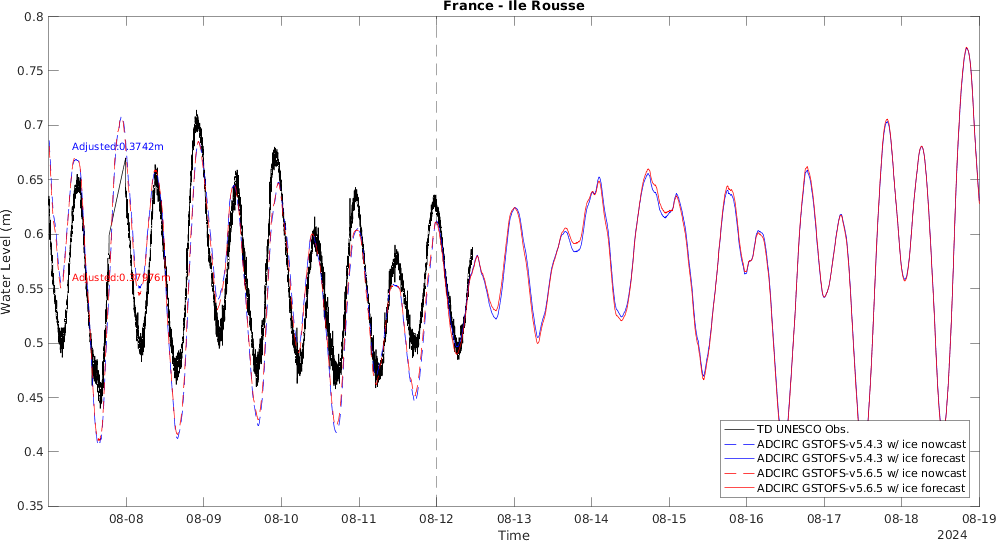 France - Ile Rousse
0.8
0.75
0.7
0.65
0.6
0.55
0.5
0.45
0.4
0.35
Water Level (m)
Adjusted:0.3742m
Adjusted:0.37976m
TD UNESCO Obs.
ADCIRC GSTOFS-v5.4.3 w/ ice nowcast
ADCIRC GSTOFS-v5.4.3 w/ ice forecast
ADCIRC GSTOFS-v5.6.5 w/ ice nowcast
ADCIRC GSTOFS-v5.6.5 w/ ice forecast
08-08 08-09 08-10 08-11 08-12 08-13 08-14 08-15 08-16 08-17 08-18 08-19
Time
2024